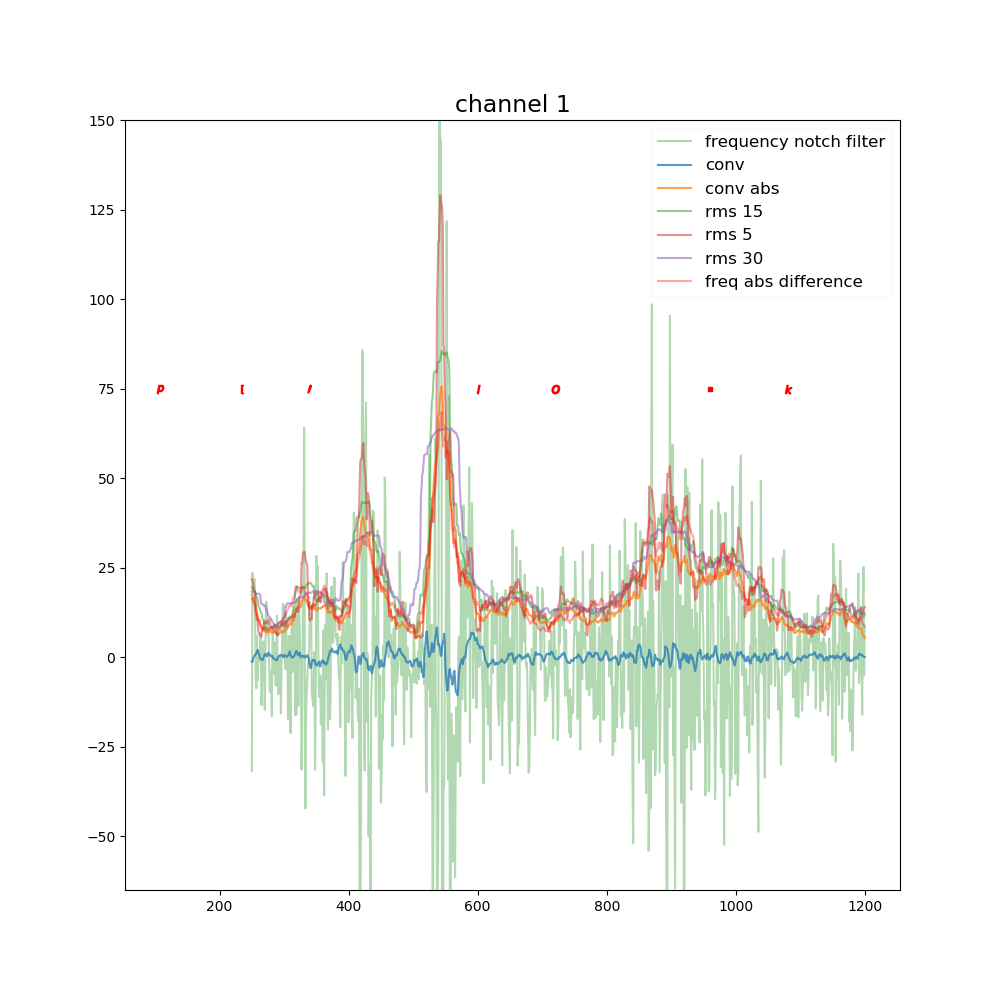 channel 1
150
125
100
75
50
25
0
−25
−50
frequency notch filter
conv
conv abs
rms 15
rms 5
rms 30
freq abs difference
p l O k
200 400 600 800 1000 1200